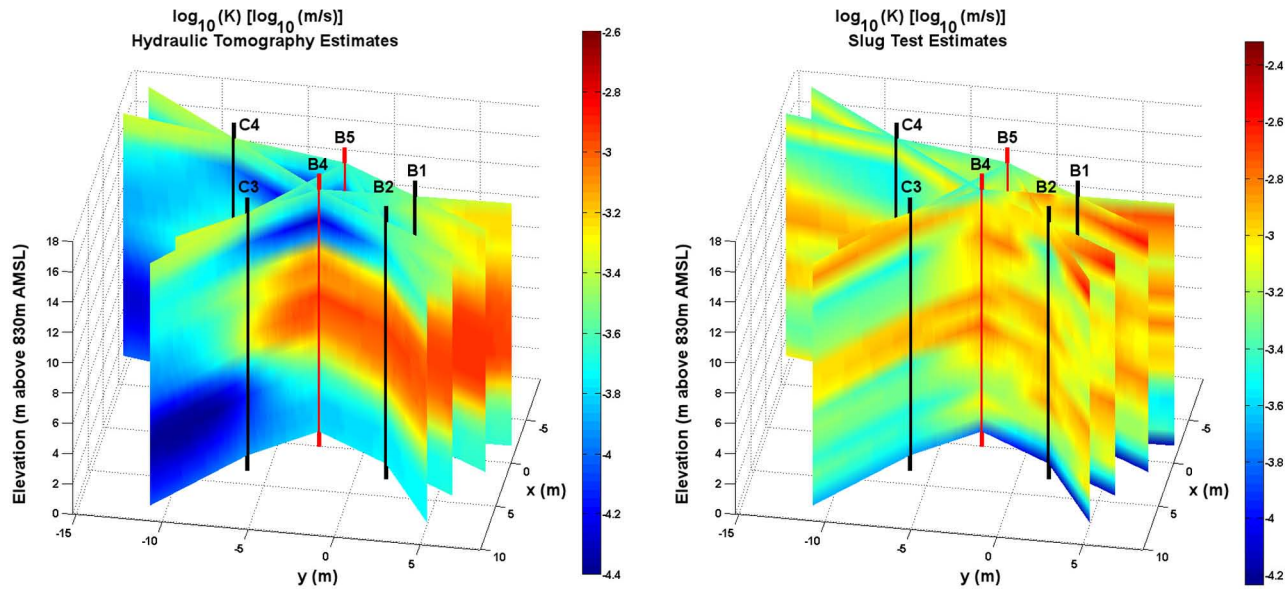 log10(K) [log10(m/s)]
Hydraulic Tomography Estimates
C4
B5
B4
B1
C3
B2
Elevation (m above 830m AMSL)
18
16
14
12
10
8
6
4
2
0
-15
-10
-5
0
5
10
y (m)
-5
0
5
10
x (m)
-2.6
-2.8
-3
-3.2
-3.4
-3.6
-3.8
-4
-4.2
-4.4
log10(K) [log10(m/s)]
Slug Test Estimates
C4
B5
B4
B1
C3
B2
Elevation (m above 830m AMSL)
18
16
14
12
10
8
6
4
2
0
-15
-10
-5
0
5
10
y (m)
-5
0
5
x (m)
-2.4
-2.6
-2.8
-3
-3.2
-3.4
-3.6
-3.8
-4
-4.2